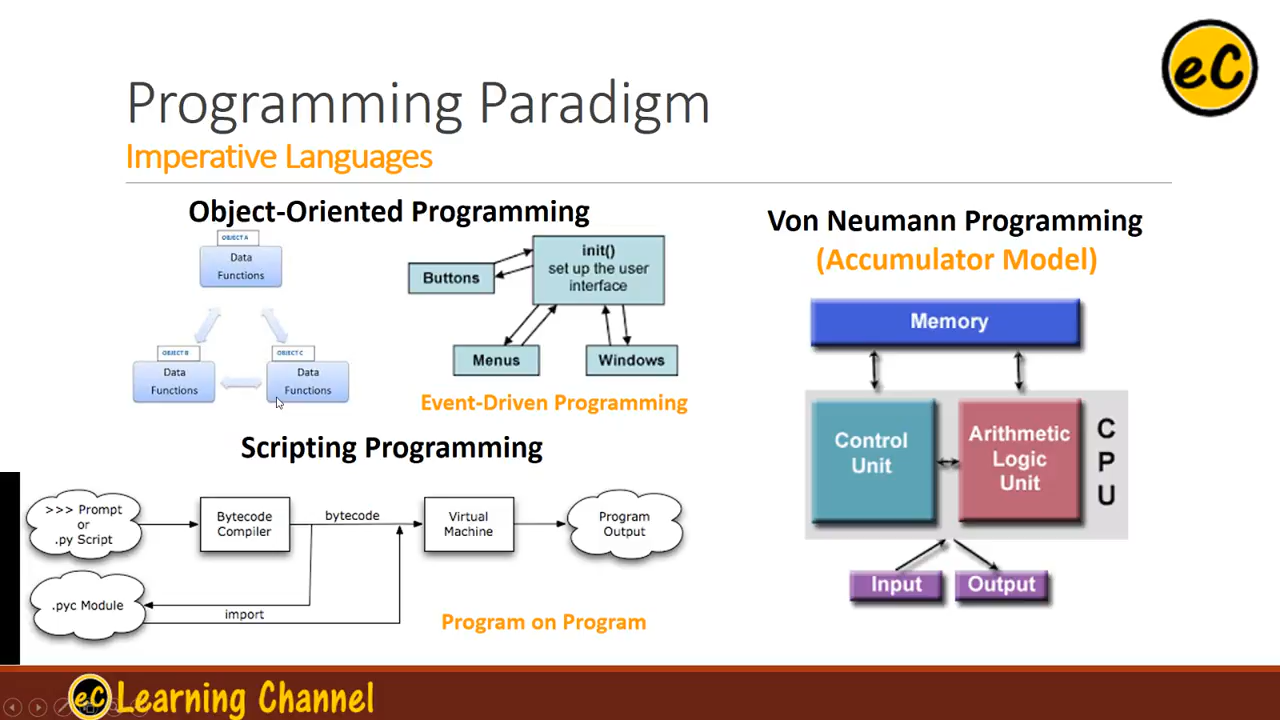 eC
Programming Paradigm
Imperative Languages
Object-Oriented Programming
OBJECT A
Data
Functions
OBJECT B
Data
Functions
OBJECT C
Data
Functions
init()
set up the user
interface
Buttons
Menus
Windows
Event-Driven Programming
Scripting Programming
>>> Prompt
or
.py Script
Bytecode
Compiler
bytecode
Virtual
Machine
Program
Output
.pyc Module
import
Program on Program
Von Neumann Programming
(Accumulator Model)
Memory
Control
Unit
Arithmetic
Logic
Unit
C
P
U
Input
Output
eC Learning Channel